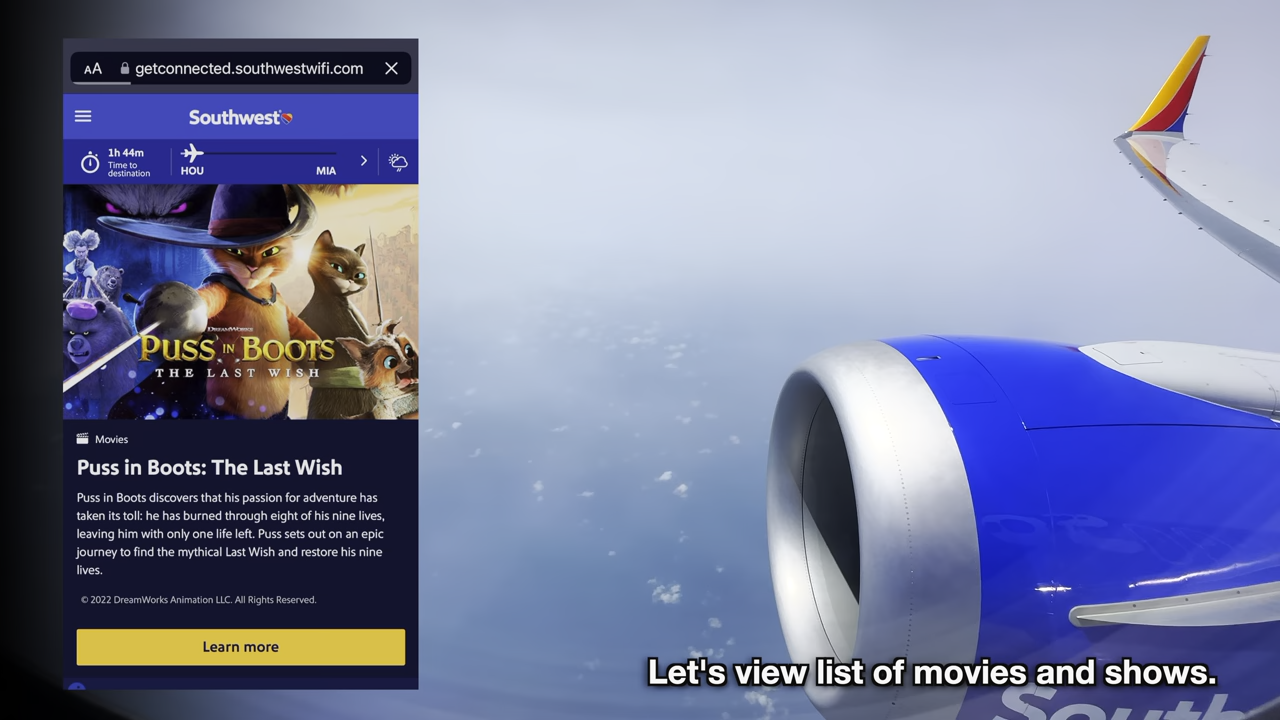 AA getconnected.southwestwifi.com
Southwest
1h 44m
Time to
destination
HOU
MIA
DREAMWORKS
PUSS IN BOOTS
THE LAST WISH
Movies
Puss in Boots: The Last Wish
Puss in Boots discovers that his passion for adventure has
taken its toll: he has burned through eight of his nine lives,
leaving him with only one life left. Puss sets out on an epic
journey to find the mythical Last Wish and restore his nine
lives.
© 2022 DreamWorks Animation LLC. All Rights Reserved.
Learn more
Let's view list of movies and shows.
South